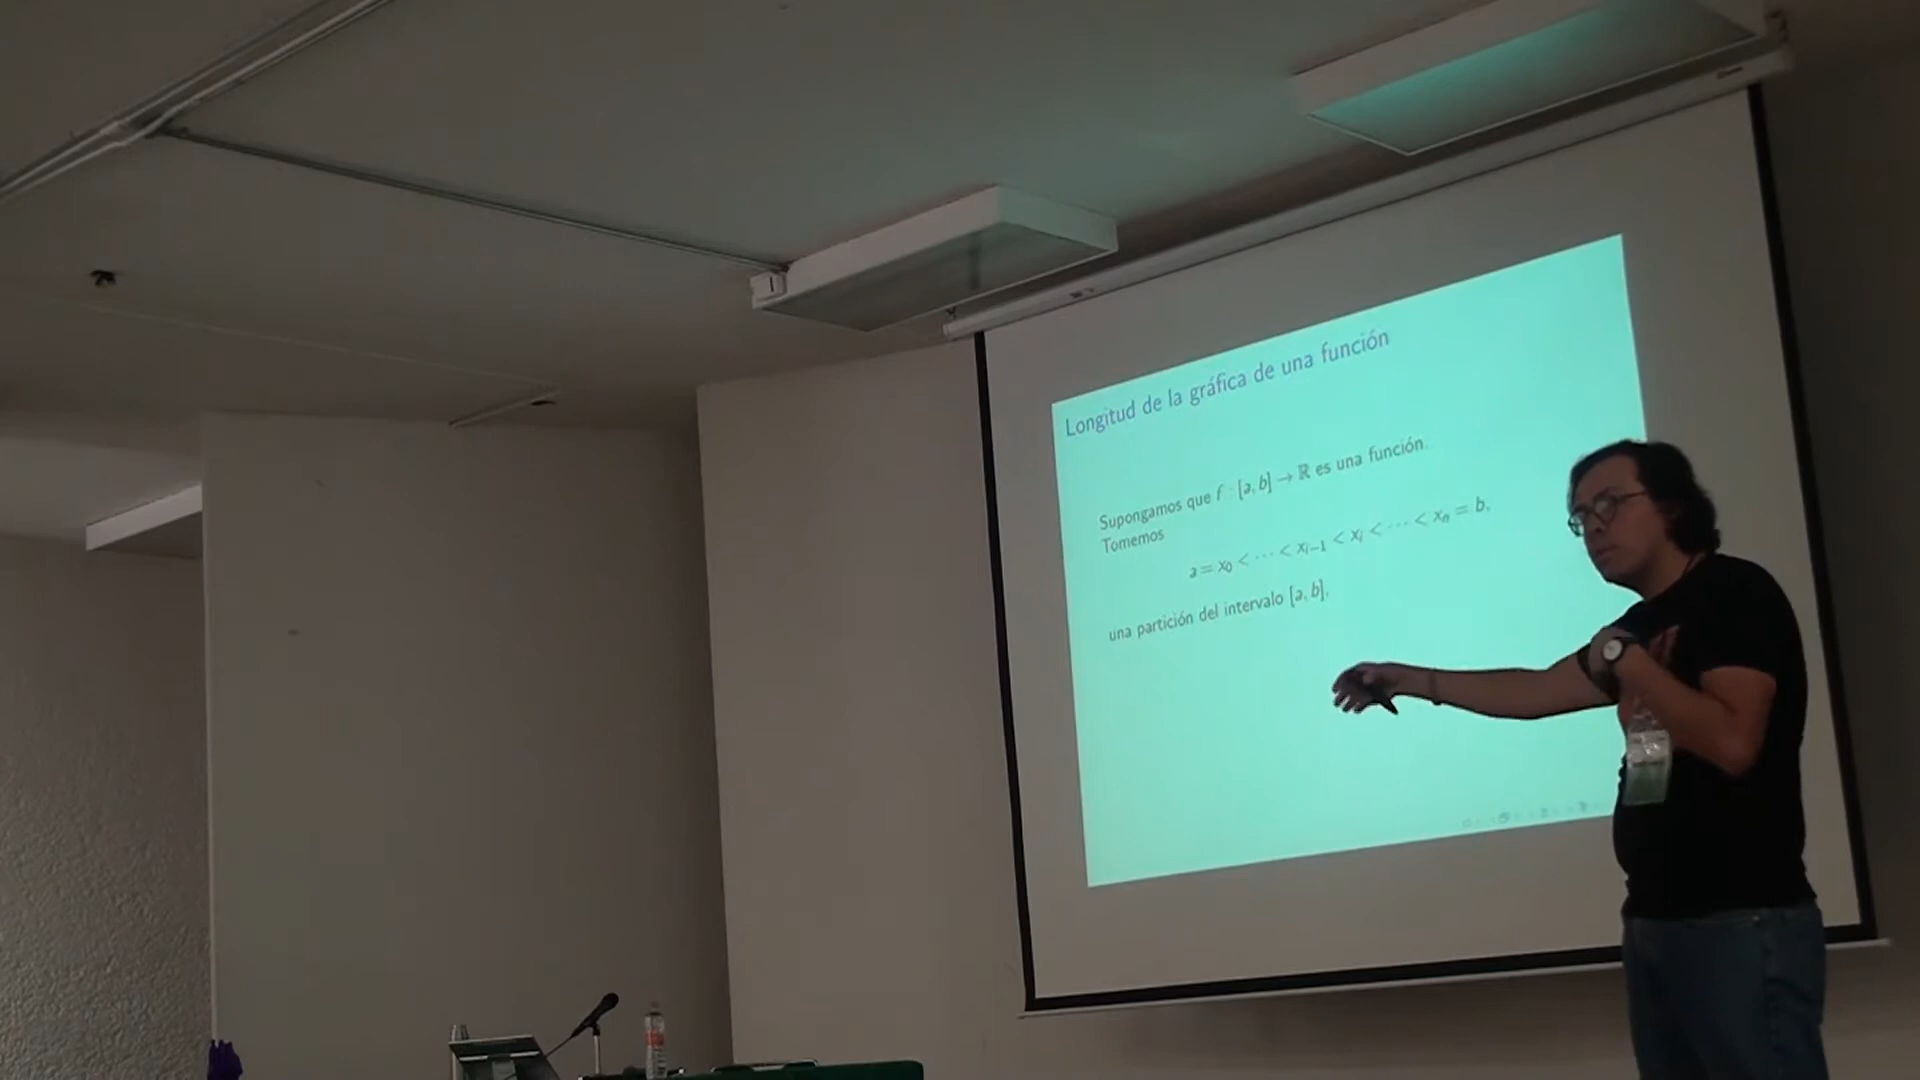 Longitud de la gráfica de una función
Supongamos que f : [a, b] → ℝ es una función.
Tomemos
a = x₀ < ⋯ < xᵢ₋₁ < xᵢ < ⋯ < xₙ = b,
una partición del intervalo [a, b],